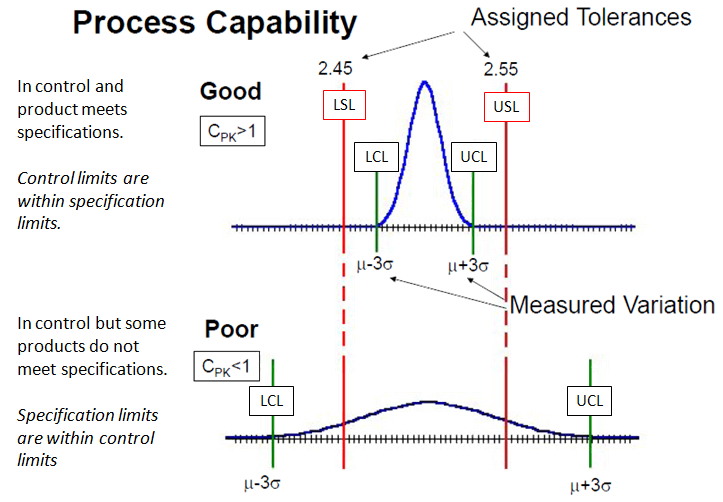 Process Capability
Assigned Tolerances
2.45
2.55
In control and
product meets
specifications.
Good
LSL
USL
C_PK>1
LCL
UCL
Control limits are
within specification
limits.
μ-3σ
μ+3σ
Measured Variation
In control but some
products do not
meet specifications.
Poor
C_PK<1
LCL
UCL
Specification limits
are within control
limits
μ-3σ
μ+3σ